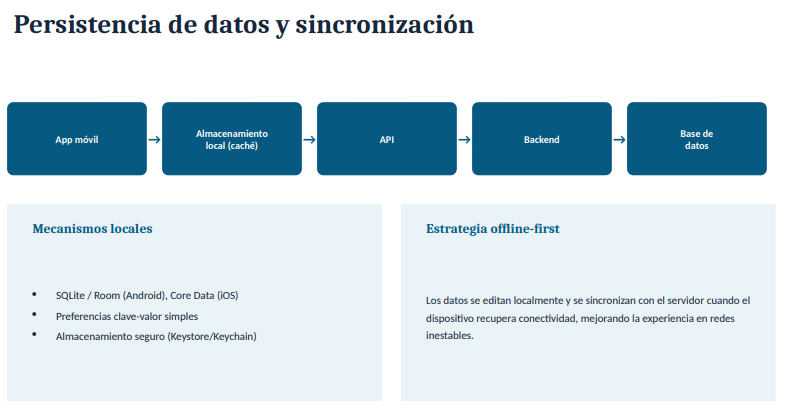 Persistencia de datos y sincronización
App móvil
→
Almacenamiento
local (caché)
→
API
→
Backend
→
Base de
datos
Mecanismos locales
• SQLite / Room (Android), Core Data (iOS)
• Preferencias clave-valor simples
• Almacenamiento seguro (Keystore/Keychain)
Estrategia offline-first
Los datos se editan localmente y se sincronizan con el servidor cuando el
dispositivo recupera conectividad, mejorando la experiencia en redes
inestables.